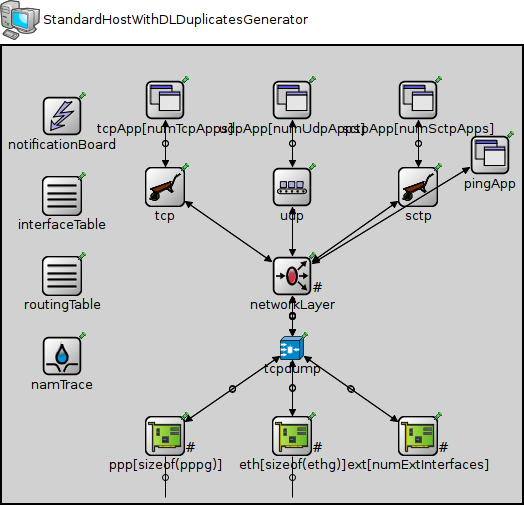 StandardHostWithDLDuplicatesGenerator
notificationBoard
tcpApp[numTcpApps]
udpApp[numUdpApps]
sctpApp[numSctpApps]
pingApp
interfaceTable
tcp
udp
sctp
routingTable
networkLayer
#
namTrace
tcpdump
ppp[sizeof(pppg)]
#
eth[sizeof(ethg)]
#
ext[numExtInterfaces]
#